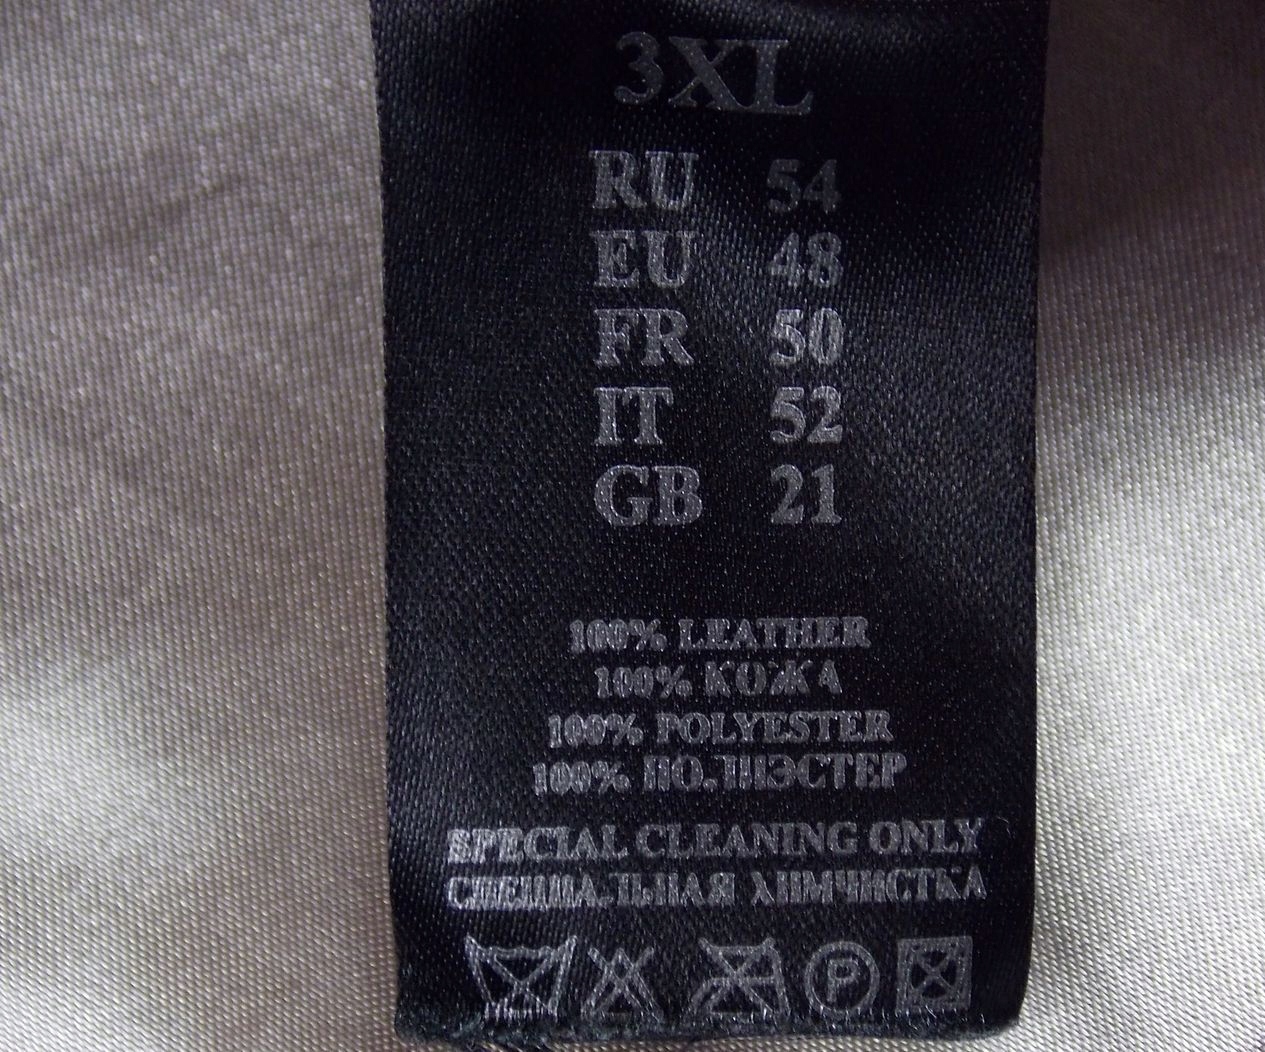 3XL
RU 54
EU 48
FR 50
IT 52
GB 21
100% LEATHER
100% КОЖА
100% POLYESTER
100% ПОЛИЭСТЕР
SPECIAL CLEANING ONLY
СПЕЦИАЛЬНАЯ ХИМЧИСТКА
P